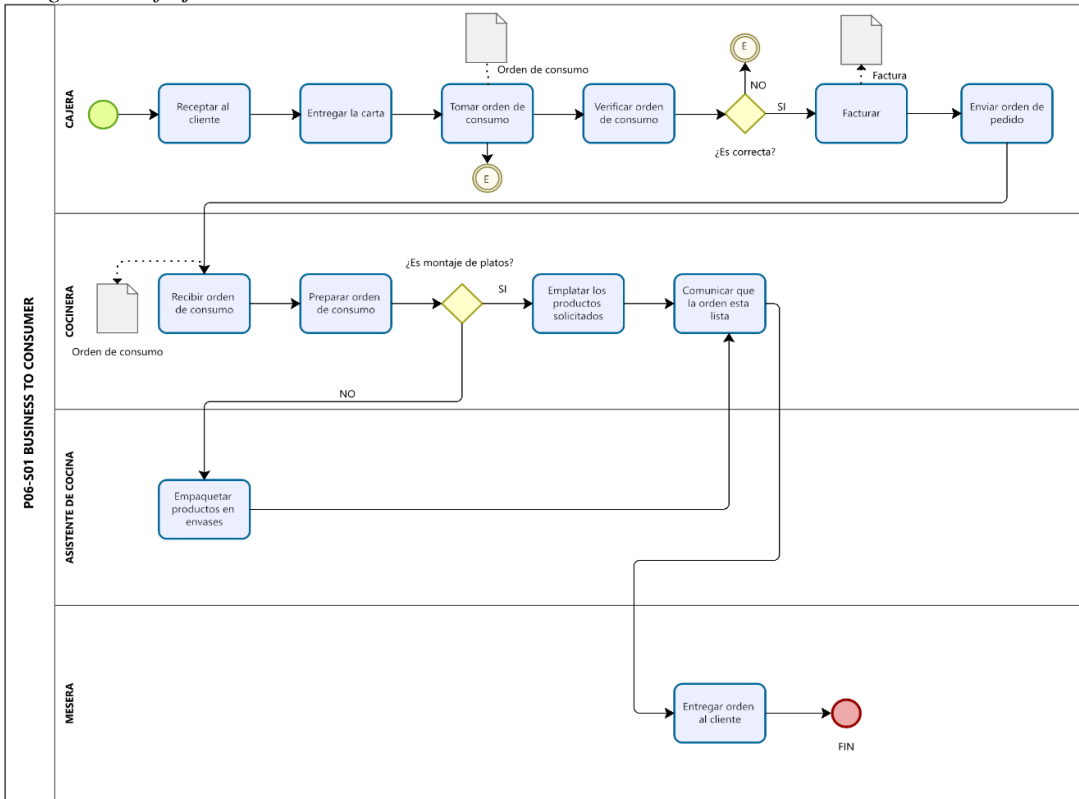 P06-S01 BUSINESS TO CONSUMER
CAJERA
Receptar al
cliente
Entregar la carta
Orden de consumo
Tomar orden de
consumo
E
Verificar orden
de consumo
E
NO
SI
¿Es correcta?
Factura
Facturar
Enviar orden de
pedido
COCINERA
Orden de consumo
Recibir orden
de consumo
Preparar orden
de consumo
¿Es montaje de platos?
SI
NO
Emplatar los
productos
solicitados
Comunicar que
la orden esta
lista
ASISTENTE DE COCINA
Empaquetar
productos en
envases
MESERA
Entregar orden
al cliente
FIN